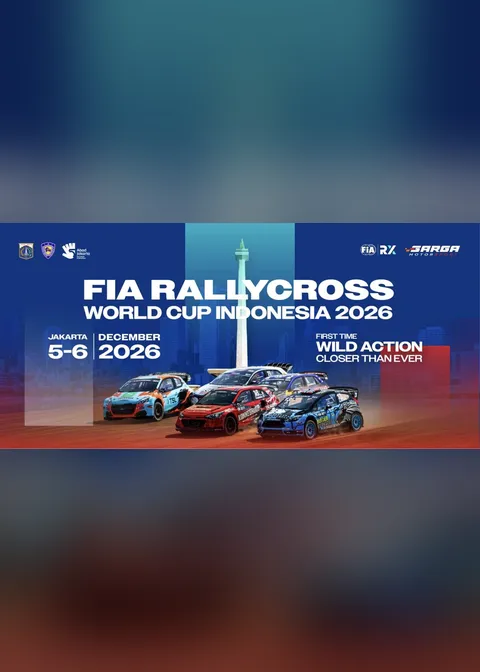 FIA RX
GARGA
MOTORSPORT
FIA RALLYCROSS
WORLD CUP INDONESIA 2026
JAKARTA
5-6
DECEMBER
2026
FIRST TIME
WILD ACTION
CLOSER THAN EVER